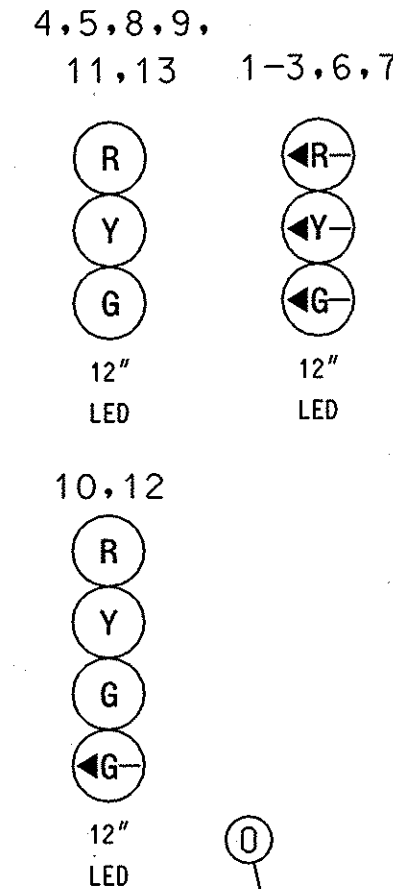 4,5,8,9,
11,13
R
Y
G
12"
LED
1-3,6,7
R
Y
G
12"
LED
10,12
R
Y
G
G
12"
LED
0